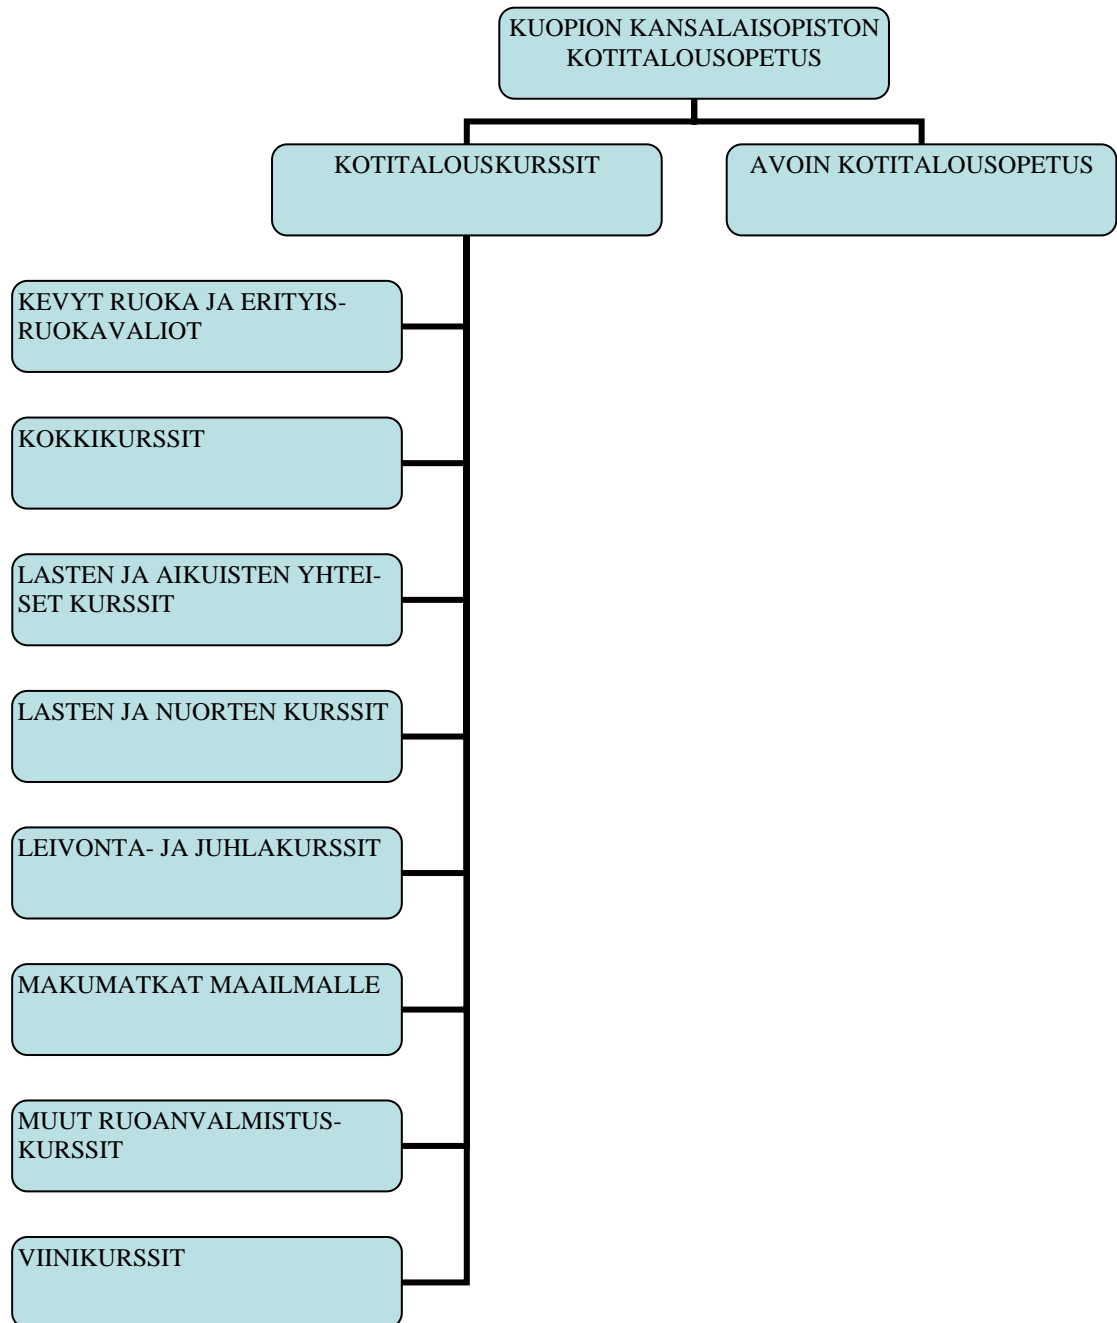 KUOPION KANSALAISOPISTON
KOTITALOUSOPETUS
KOTITALOUSKURSSIT
AVOIN KOTITALOUSOPETUS
KEVYT RUOKA JA ERITYIS-
RUOKAVALIOT
KOKKIKURSSIT
LASTEN JA AIKUISTEN YHTEI-
SET KURSSIT
LASTEN JA NUORTEN KURSSIT
LEIVONTA- JA JUHLAKURSSIT
MAKUMATKAT MAAILMALLE
MUUT RUOANVALMISTUS-
KURSSIT
VIINIKURSSIT